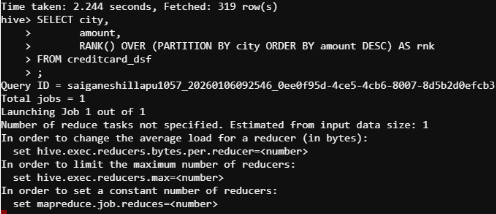 Time taken: 2.244 seconds, Fetched: 319 row(s)
hive> SELECT city,
    >        amount,
    >        RANK() OVER (PARTITION BY city ORDER BY amount DESC) AS rnk
    > FROM creditcard_dsf
    > ;
Query ID = saiganeshillapu1057_20260106092546_0ee0f95d-4ce5-4cb6-8007-8d5b2d0efcb3
Total jobs = 1
Launching Job 1 out of 1
Number of reduce tasks not specified. Estimated from input data size: 1
In order to change the average load for a reducer (in bytes):
  set hive.exec.reducers.bytes.per.reducer=<number>
In order to limit the maximum number of reducers:
  set hive.exec.reducers.max=<number>
In order to set a constant number of reducers:
  set mapreduce.job.reduces=<number>